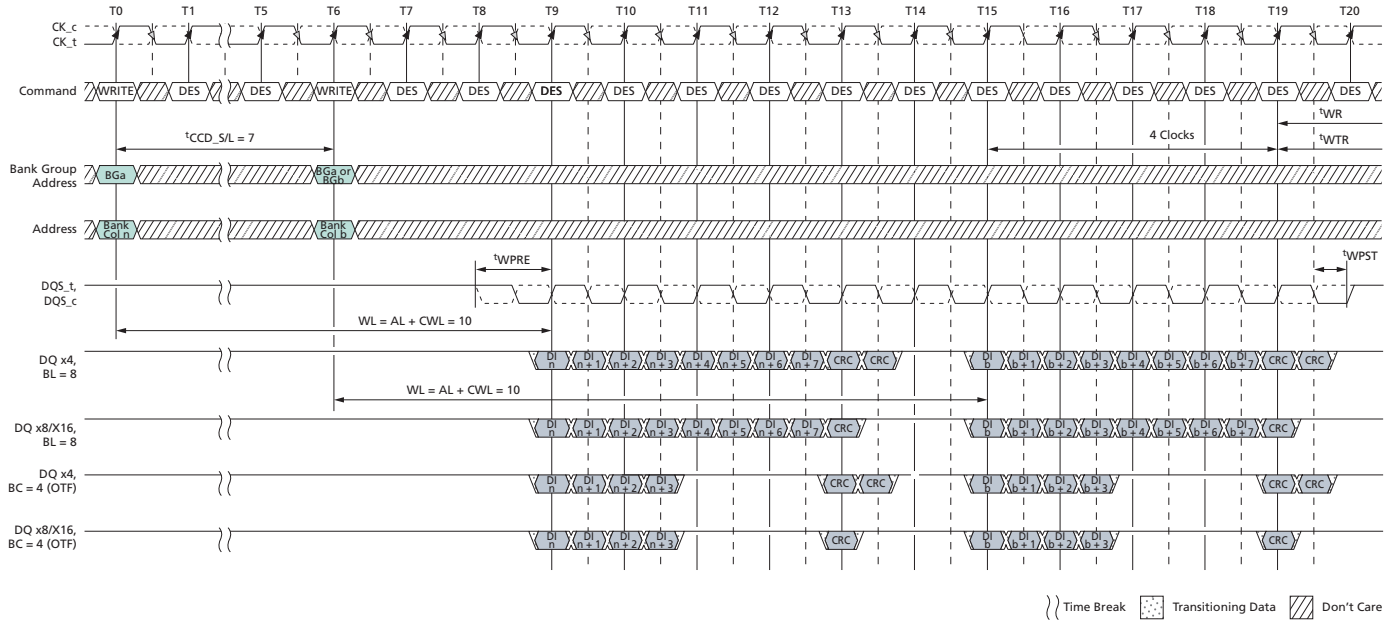 T0 T1 T5 T6 T7 T8 T9 T10 T11 T12 T13 T14 T15 T16 T17 T18 T19 T20
CK_c
CK_t
Command WRITE DES DES WRITE DES DES DES DES DES DES DES DES DES DES DES DES DES DES
tWR
tCCD_S/L = 7
4 Clocks
tWTR
Bank Group Address BGa BGa or BGb
Address Bank Col n Bank Col b
tWPRE
tWPST
DQS_t,
DQS_c
WL = AL + CWL = 10
DQ x4,
BL = 8
DI n DI n + 1 DI n + 2 DI n + 3 DI n + 4 DI n + 5 DI n + 6 DI n + 7 CRC CRC DI b DI b + 1 DI b + 2 DI b + 3 DI b + 4 DI b + 5 DI b + 6 DI b + 7 CRC CRC
WL = AL + CWL = 10
DQ x8/X16,
BL = 8
DI n DI n + 1 DI n + 2 DI n + 3 DI n + 4 DI n + 5 DI n + 6 DI n + 7 CRC DI b DI b + 1 DI b + 2 DI b + 3 DI b + 4 DI b + 5 DI b + 6 DI b + 7 CRC
DQ x4,
BC = 4 (OTF)
DI n DI n + 1 DI n + 2 DI n + 3 CRC CRC DI b DI b + 1 DI b + 2 DI b + 3 CRC CRC
DQ x8/X16,
BC = 4 (OTF)
DI n DI n + 1 DI n + 2 DI n + 3 CRC DI b DI b + 1 DI b + 2 DI b + 3 CRC
Time Break Transitioning Data Don't Care